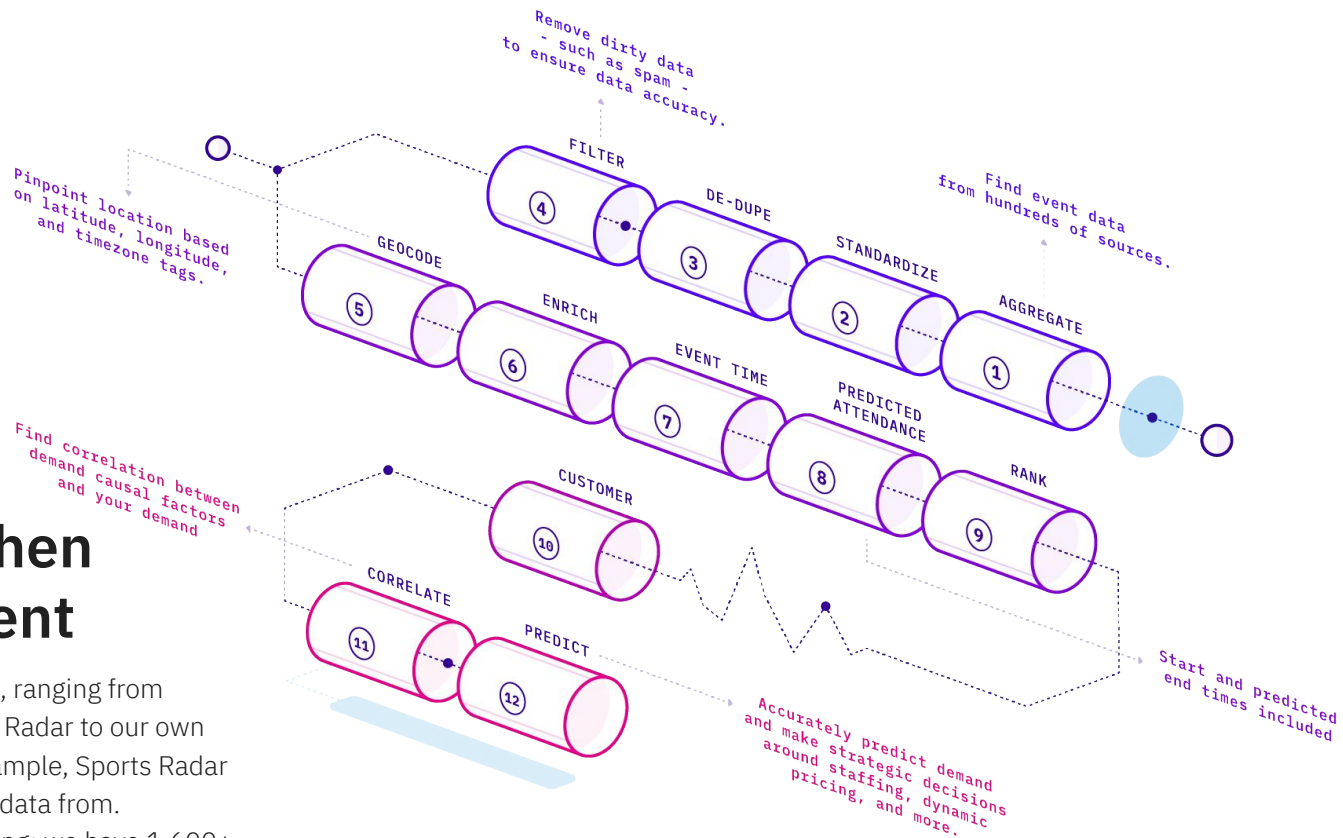 Remove dirty data
- such as spam -
to ensure data accuracy.
FILTER
4
DE-DUPE
3
STANDARDIZE
2
Find event data
from hundreds of sources.
AGGREGATE
1
Pinpoint location based
on latitude, longitude,
and timezone tags.
GEOCODE
5
ENRICH
6
EVENT TIME
7
PREDICTED
ATTENDANCE
8
RANK
9
Start and predicted
end times included
CUSTOMER
10
Find correlation between
demand causal factors
and your demand
CORRELATE
11
PREDICT
12
Accurately predict demand
and make strategic decisions
around staffing, dynamic
pricing, and more.
hen
ent
, ranging from
Radar to our own
ample, Sports Radar
data from.
we have 1,600+